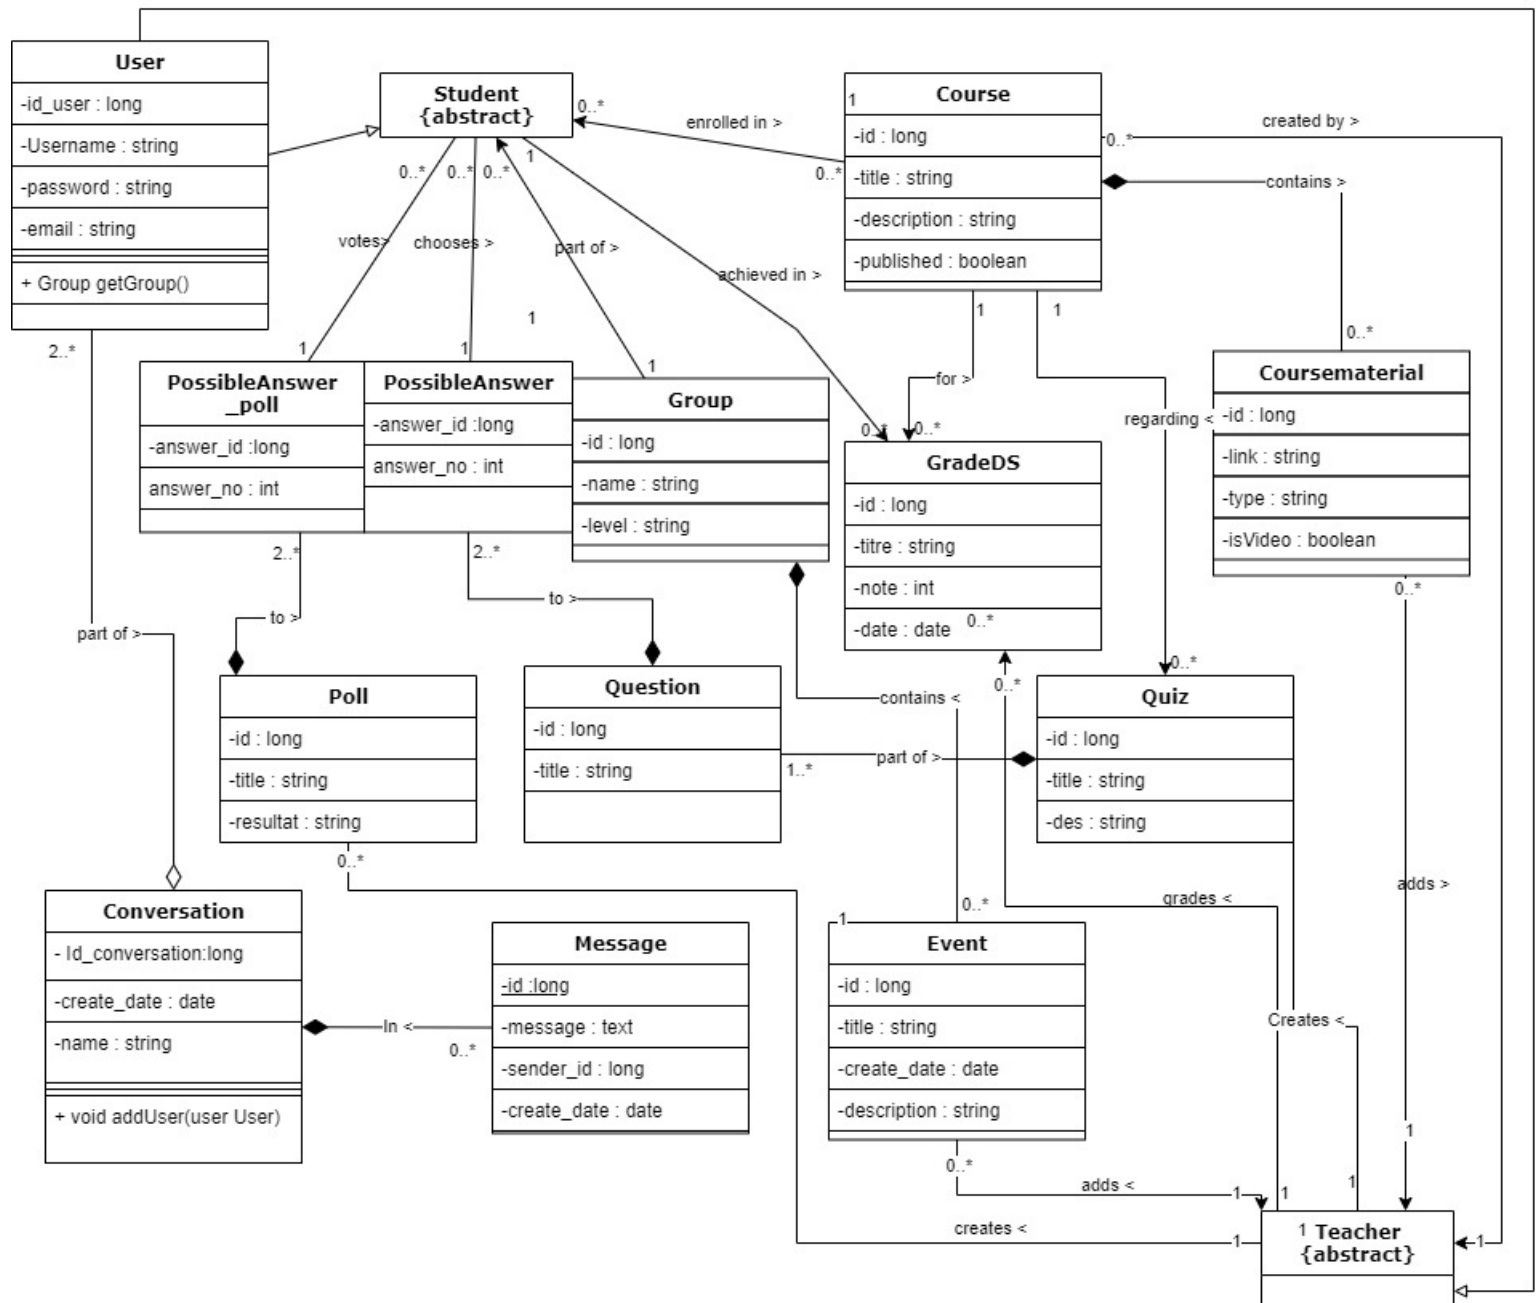 User
-id_user : long
-Username : string
-password : string
-email : string
+ Group getGroup()
2..*
Student
{abstract}
0..*
enrolled in >
0..*
1
Course
-id : long
-title : string
-description : string
-published : boolean
0..*
created by >
contains >
0..*
0..*
0..*
0..*
1
votes>
chooses >
part of >
achieved in >
1
1
1
1
1
1
for >
0..*
0..*
regarding <
PossibleAnswer
_poll
-answer_id :long
answer_no : int
2..*
PossibleAnswer
-answer_id :long
answer_no : int
2..*
Group
-id : long
-name : string
-level : string
GradeDS
-id : long
-titre : string
-note : int
-date : date
0..*
0..*
Coursematerial
-id : long
-link : string
-type : string
-isVideo : boolean
0..*
to >
to >
part of >
contains <
0..*
Poll
-id : long
-title : string
-resultat : string
0..*
Question
-id : long
-title : string
1..*
part of >
Quiz
-id : long
-title : string
-des : string
grades <
adds >
0..*
Conversation
- Id_conversation:long
-create_date : date
-name : string
+ void addUser(user User)
In <
0..*
Message
-id :long
-message : text
-sender_id : long
-create_date : date
1
Event
-id : long
-title : string
-create_date : date
-description : string
0..*
Creates <
1
adds <
1
1
1
creates <
1
1
Teacher
{abstract}
1